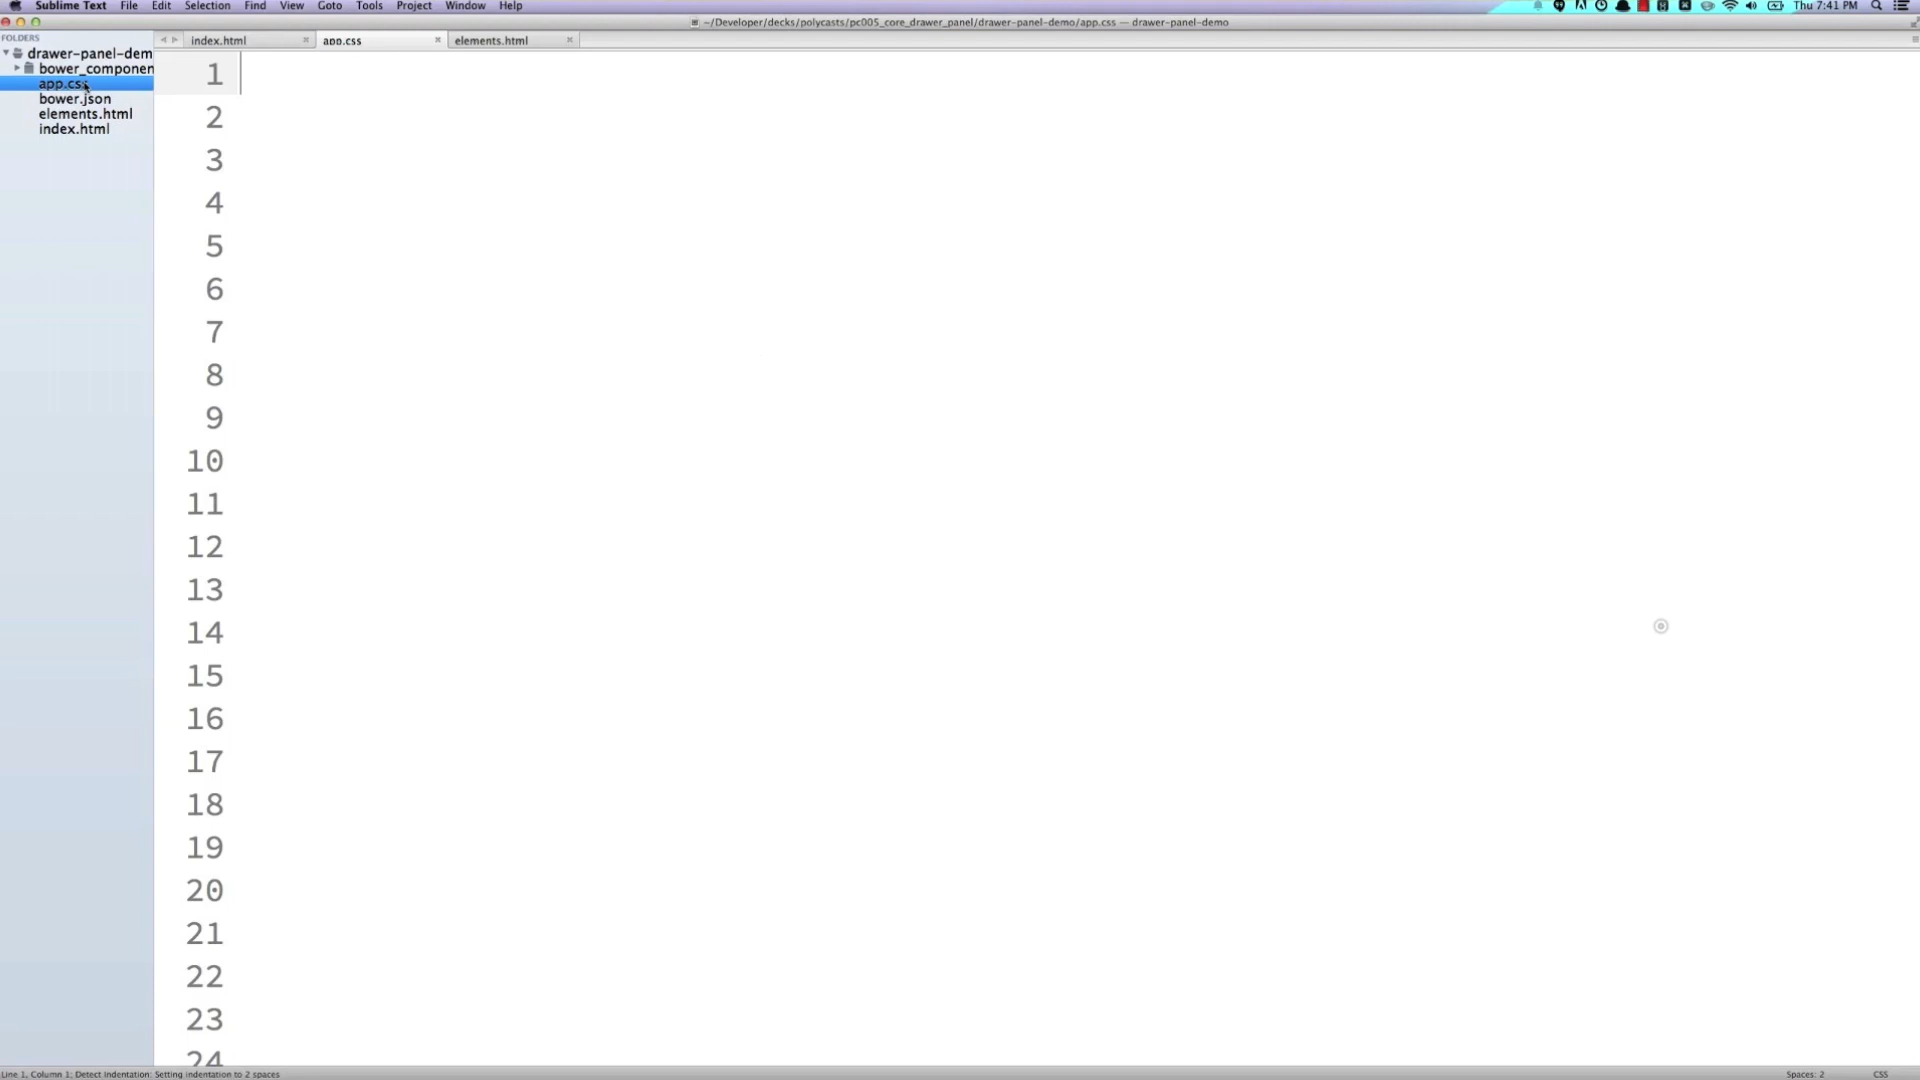 Sublime Text File Edit Selection Find View Goto Tools Project Window Help Thu 7:41 PM
~/Developer/decks/polycasts/pc005_core_drawer_panel/drawer-panel-demo/app.css — drawer-panel-demo
FOLDERS
index.html app.css elements.html
drawer-panel-dem
bower_componen
app.css
bower.json
elements.html
index.html
1
2
3
4
5
6
7
8
9
10
11
12
13
14
15
16
17
18
19
20
21
22
23
24
Line 1, Column 1; Detect Indentation: Setting indentation to 2 spaces Spaces: 2 CSS